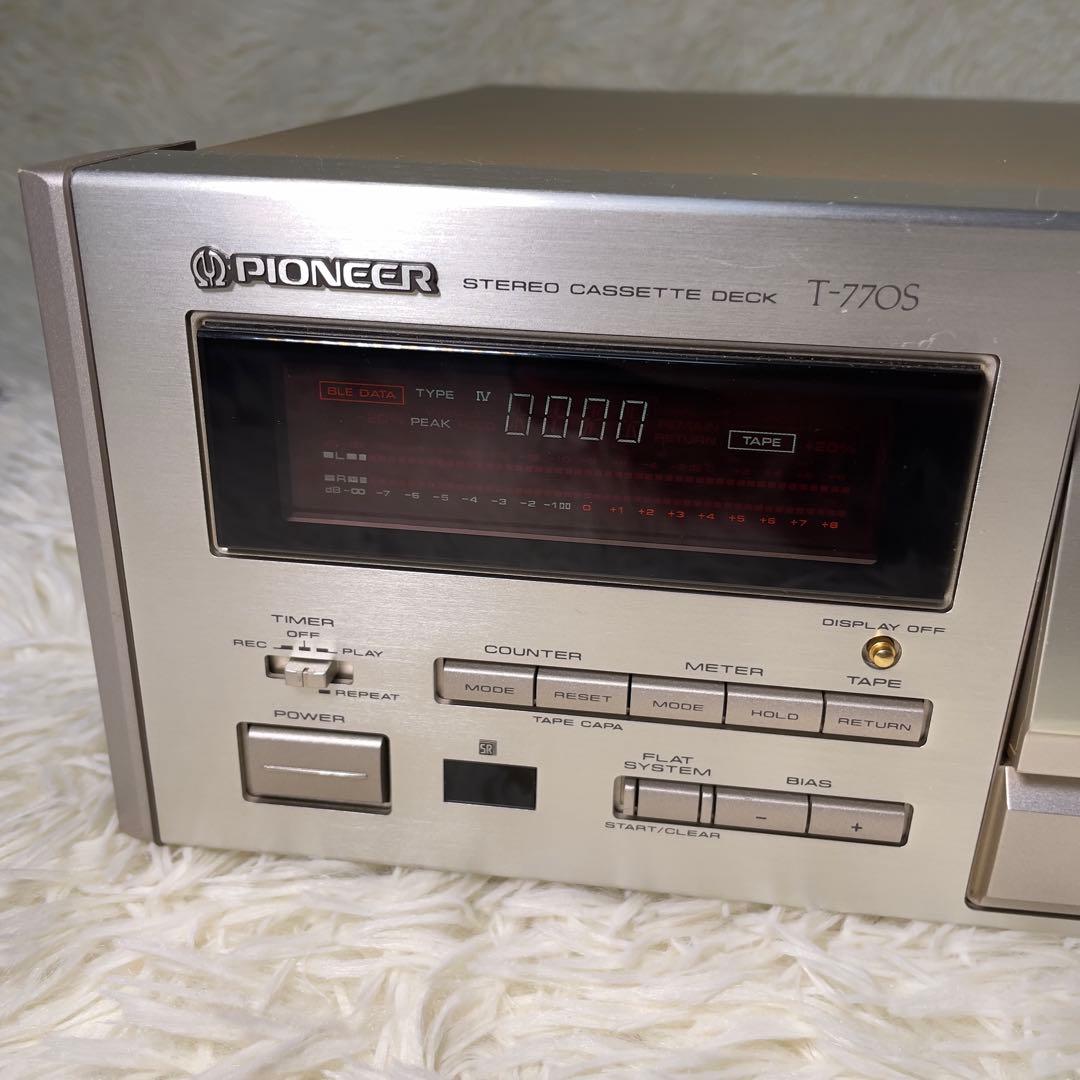 PIONEER STEREO CASSETTE DECK T-770S
BLE DATA TYPE IV 0000
PEAK RETURN TAPE +20%
L
R
dB -∞ -7 -6 -5 -4 -3 -2 -1 0 +1 +2 +3 +4 +5 +6 +7 +8
TIMER
OFF
REC PLAY
REPEAT
POWER
SR
COUNTER METER
MODE RESET MODE HOLD RETURN
TAPE CAPA
DISPLAY OFF
TAPE
FLAT
SYSTEM
BIAS
- +
START/CLEAR